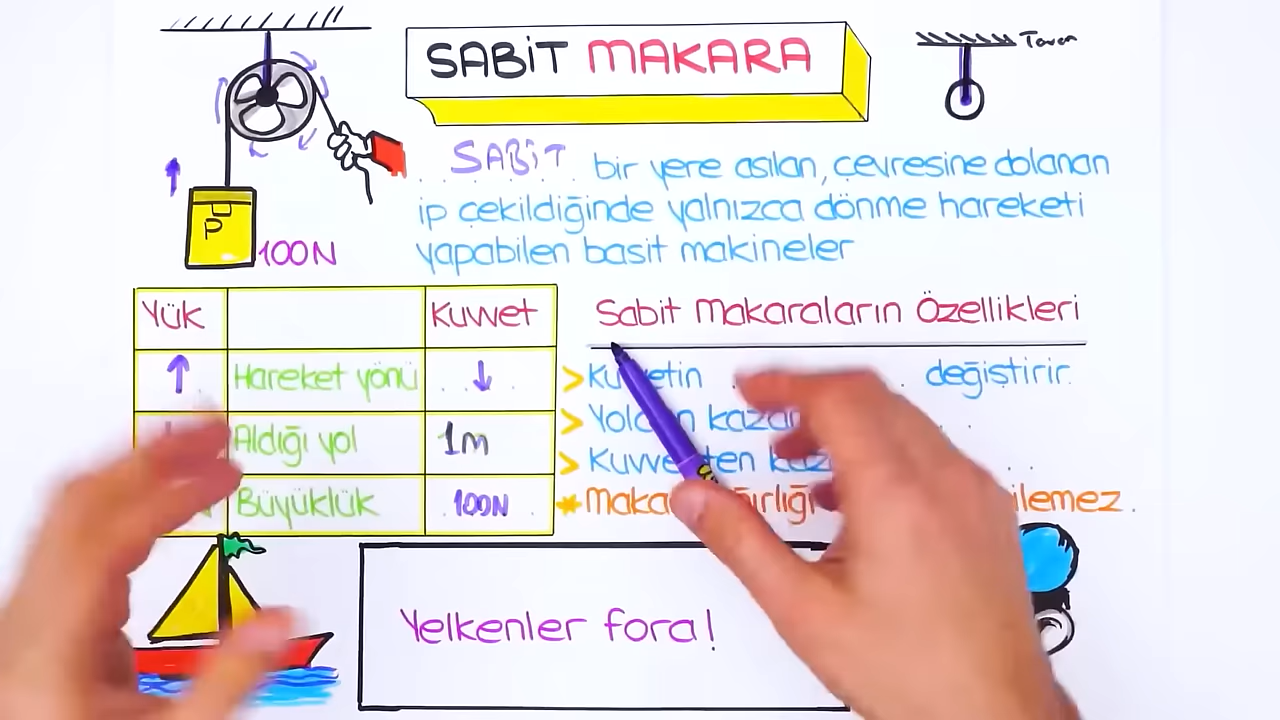 SABİT MAKARA
Tavan
SABİT bir yere asılan, çevresine dolanan
ip çekildiğinde yalnızca dönme hareketi
yapabilen basit makineler
P
100N
Yük Kuvvet
Hareket yönü
Aldığı yol 1m
Büyüklük 100N
Sabit Makaraların Özellikleri
> değiştirir.
>
>
*
Yelkenler fora!